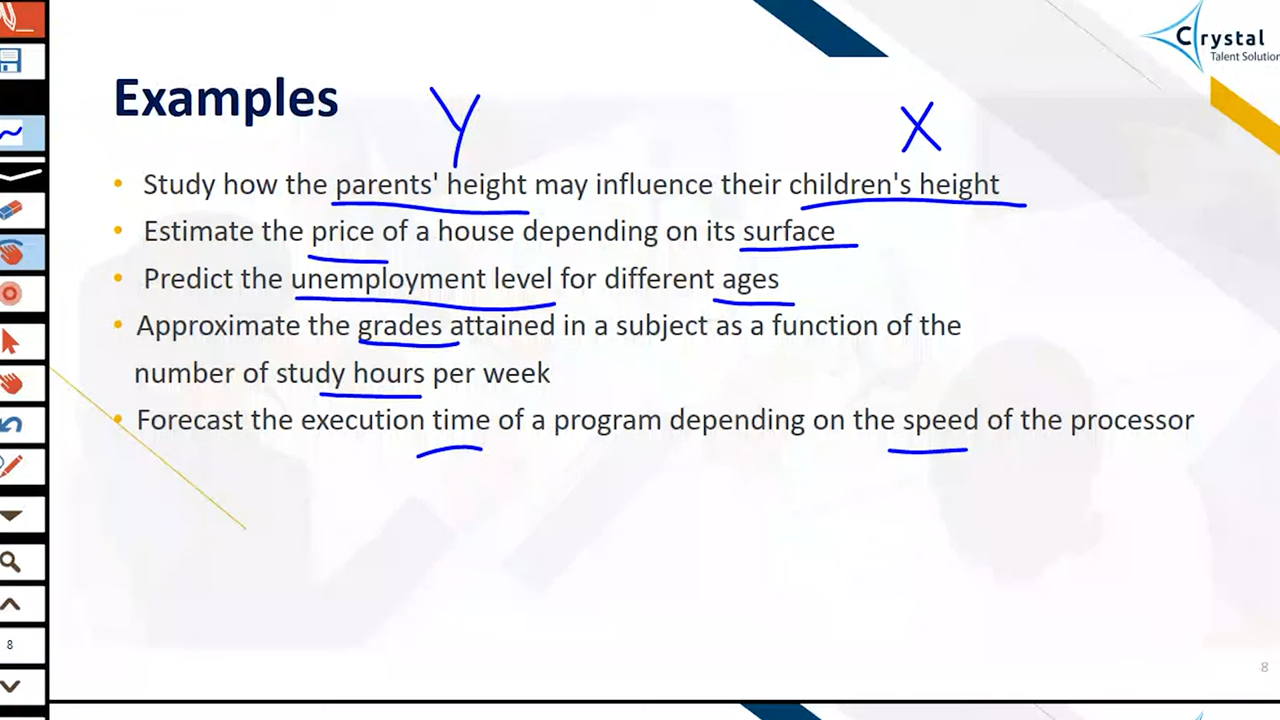 Crystal
Talent Solution
Examples
Y
X
• Study how the parents' height may influence their children's height
• Estimate the price of a house depending on its surface
• Predict the unemployment level for different ages
• Approximate the grades attained in a subject as a function of the
number of study hours per week
• Forecast the execution time of a program depending on the speed of the processor
8
8